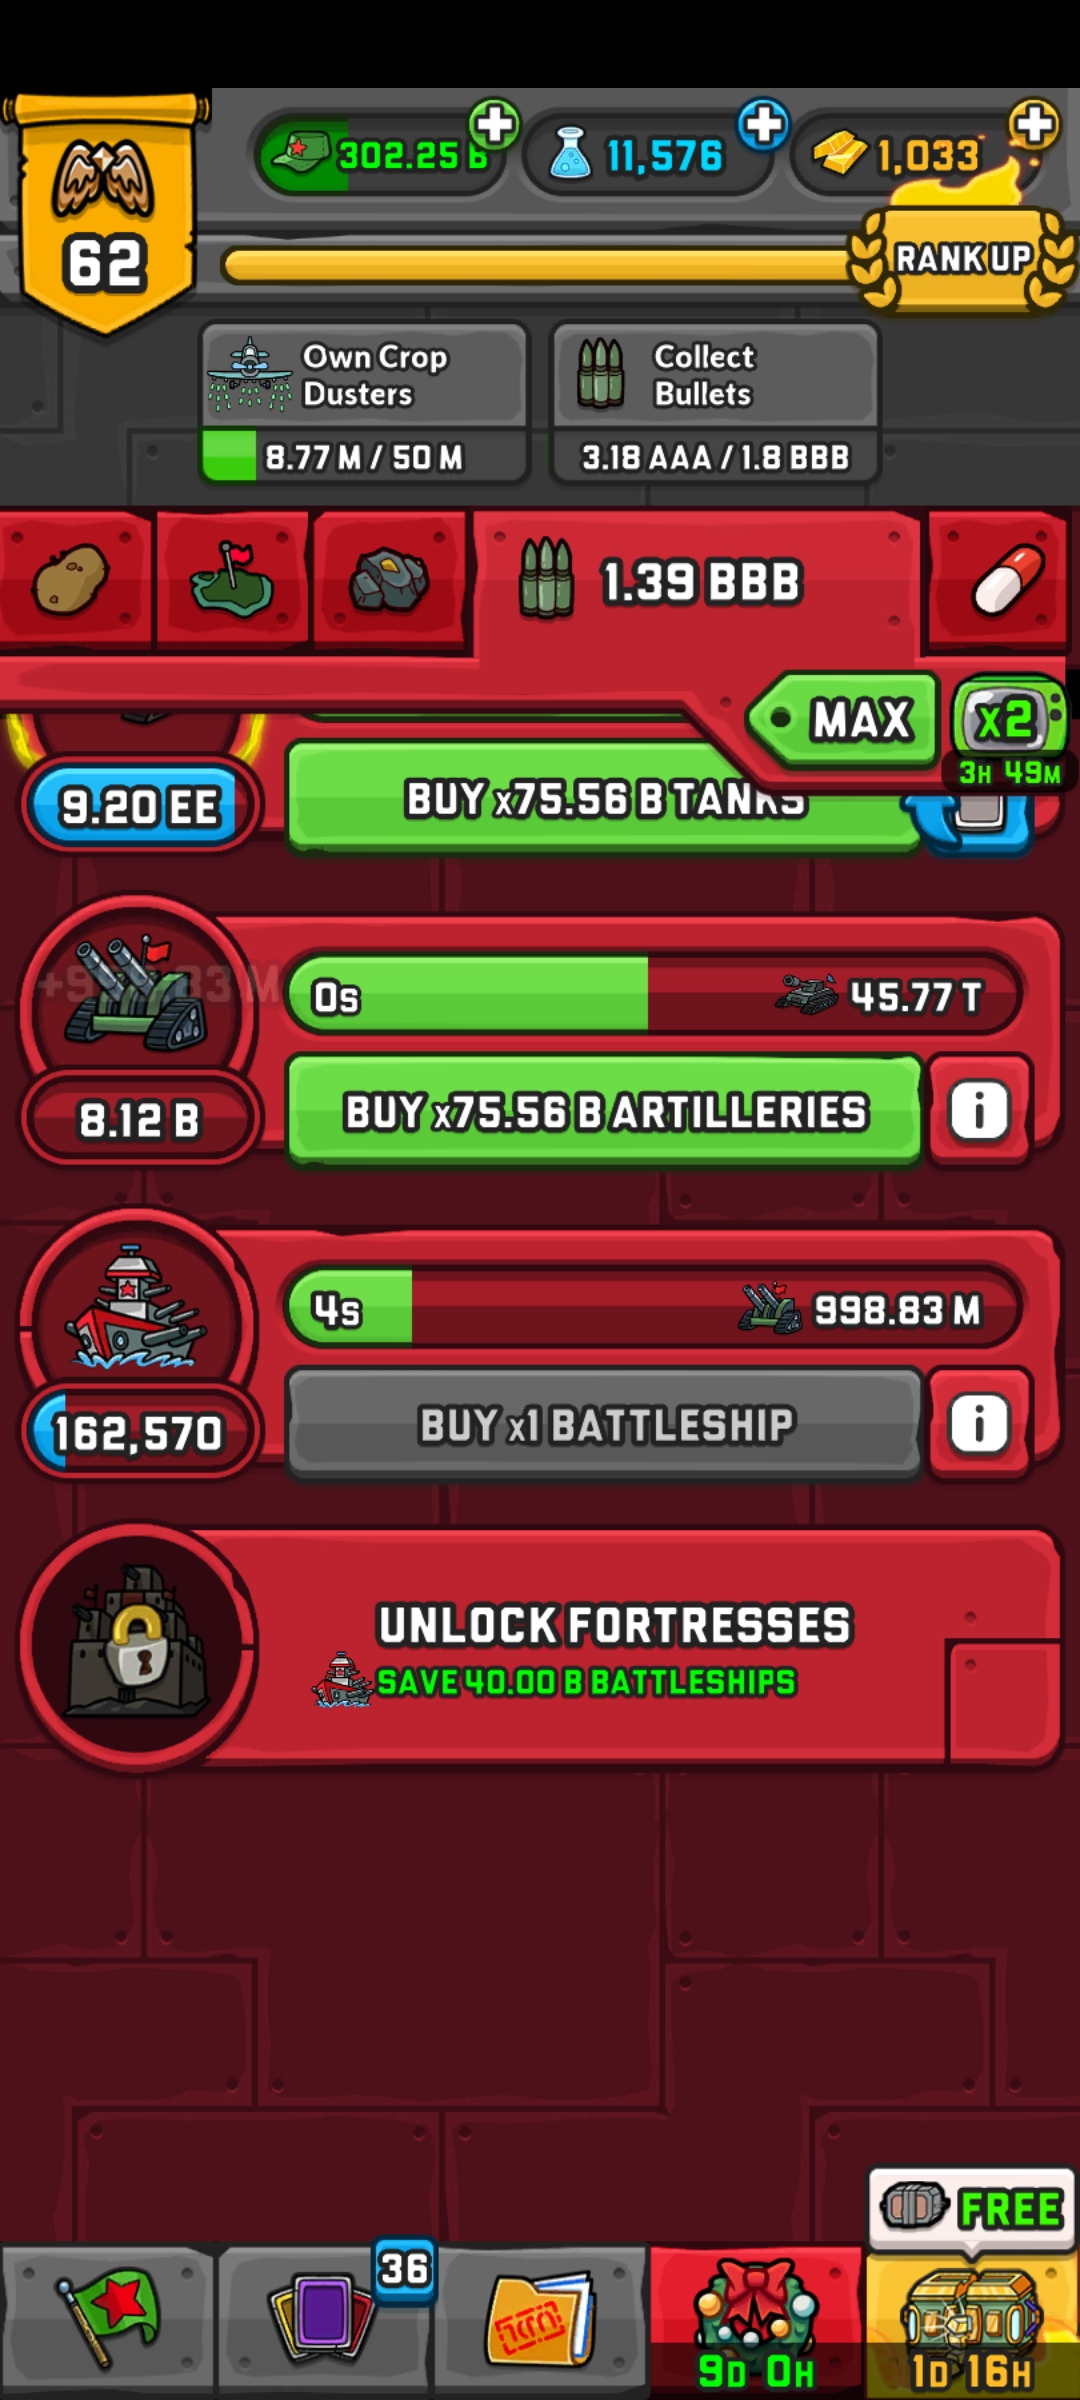 302.25 B
11,576
1,033
62
RANK UP
Own Crop
Dusters
Collect
Bullets
8.77 M / 50 M
3.18 AAA / 1.8 BBB
1.39 BBB
MAX
x2
3H 49M
9.20 EE
BUY x75.56 B TANKS
0s
45.77 T
8.12 B
BUY x75.56 B ARTILLERIES
i
4s
998.83 M
162,570
BUY x1 BATTLESHIP
i
UNLOCK FORTRESSES
SAVE 40.00 B BATTLESHIPS
FREE
36
9D 0H
1D 16H